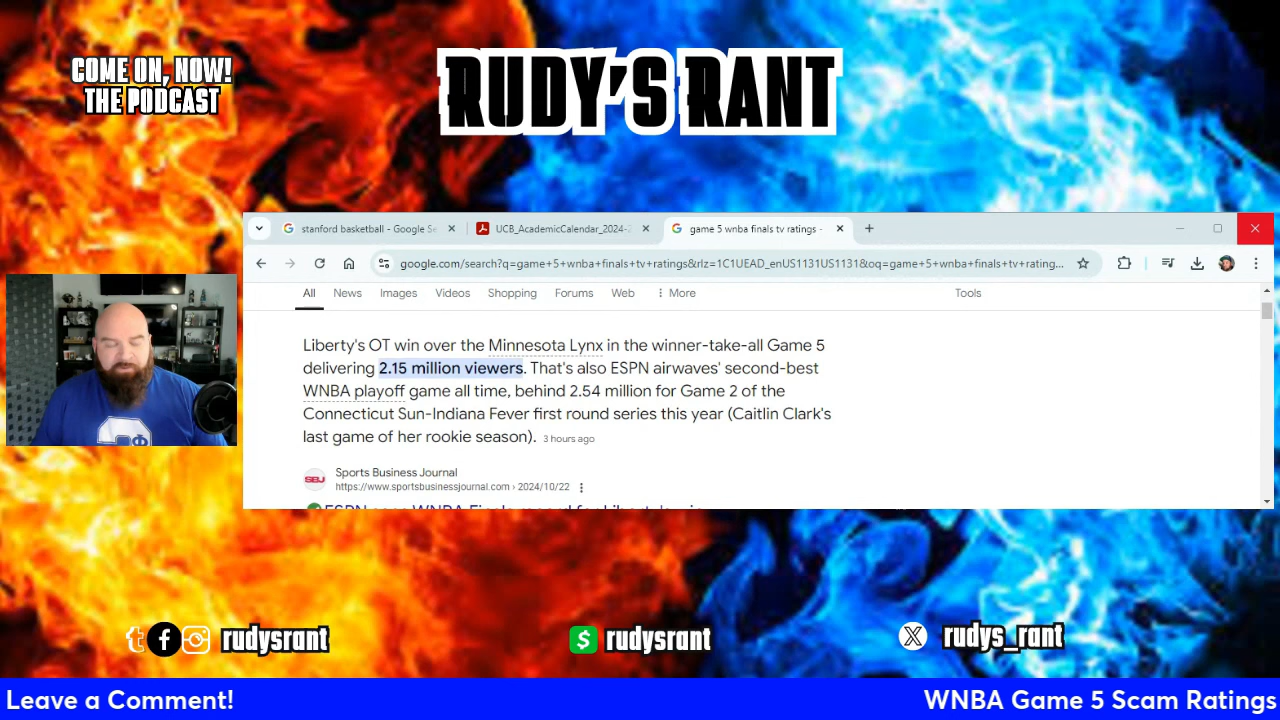 COME ON, NOW!
THE PODCAST
RUDY'S RANT
stanford basketball - Google Se
UCB_AcademicCalendar_2024-2
game 5 wnba finals tv ratings -
google.com/search?q=game+5+wnba+finals+tv+ratings&rlz=1C1UEAD_enUS1131US1131&oq=game+5+wnba+finals+tv+rating...
All News Images Videos Shopping Forums Web More Tools
Liberty's OT win over the Minnesota Lynx in the winner-take-all Game 5
delivering 2.15 million viewers. That's also ESPN airwaves' second-best
WNBA playoff game all time, behind 2.54 million for Game 2 of the
Connecticut Sun-Indiana Fever first round series this year (Caitlin Clark's
last game of her rookie season). 3 hours ago
SBJ
Sports Business Journal
https://www.sportsbusinessjournal.com › 2024/10/22
rudysrant
$ rudysrant
rudys_rant
Leave a Comment!
WNBA Game 5 Scam Ratings